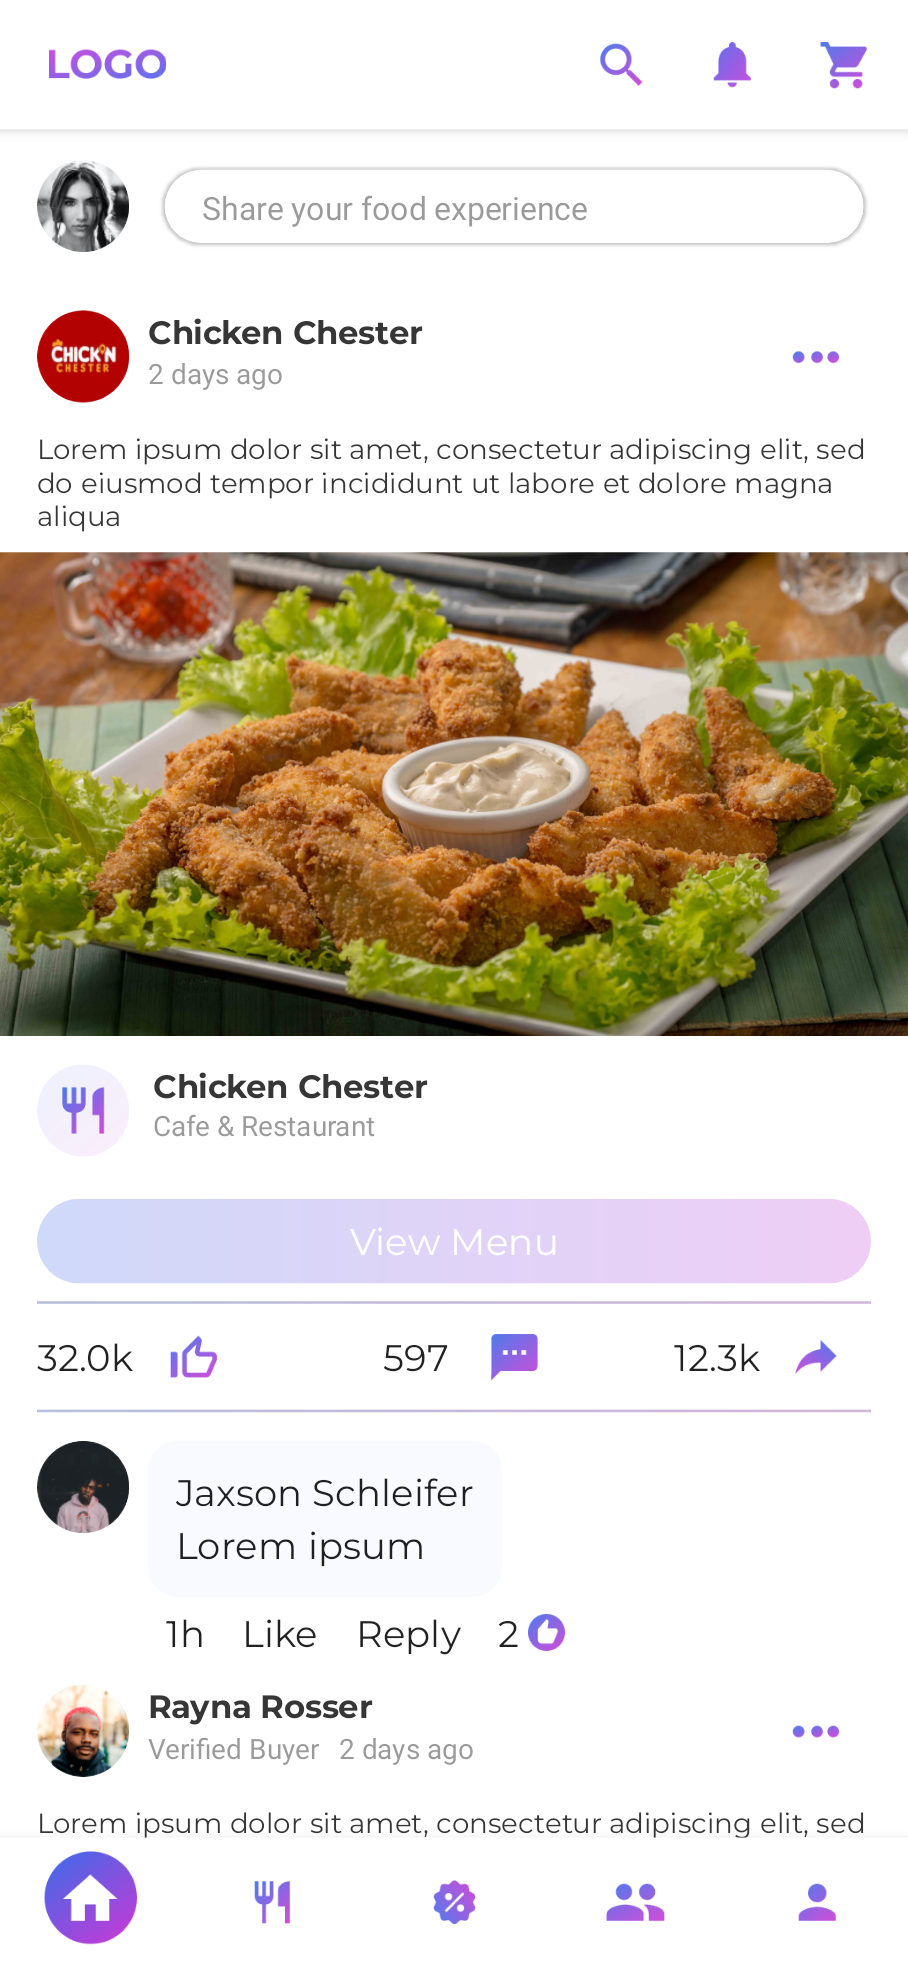 LOGO
Share your food experience
CHICK'N
CHESTER
Chicken Chester
2 days ago
Lorem ipsum dolor sit amet, consectetur adipiscing elit, sed
do eiusmod tempor incididunt ut labore et dolore magna
aliqua
Chicken Chester
Cafe & Restaurant
View Menu
32.0k 597 12.3k
Jaxson Schleifer
Lorem ipsum
1h Like Reply 2
Rayna Rosser
Verified Buyer 2 days ago
Lorem ipsum dolor sit amet, consectetur adipiscing elit, sed